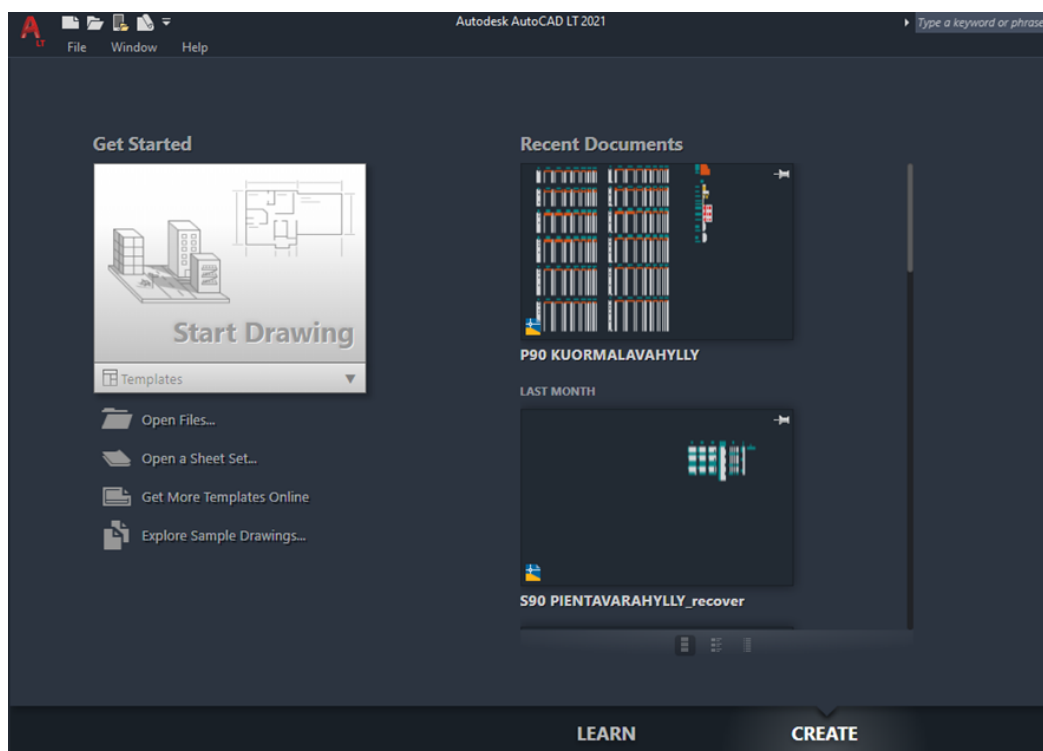 Autodesk AutoCAD LT 2021
Type a keyword or phrase
LT
File Window Help
Get Started
Start Drawing
Templates
Open Files...
Open a Sheet Set...
Get More Templates Online
Explore Sample Drawings...
Recent Documents
P90 KUORMALAVAHYLLY
LAST MONTH
S90 PIENTAVARAHYLLY_recover
LEARN
CREATE